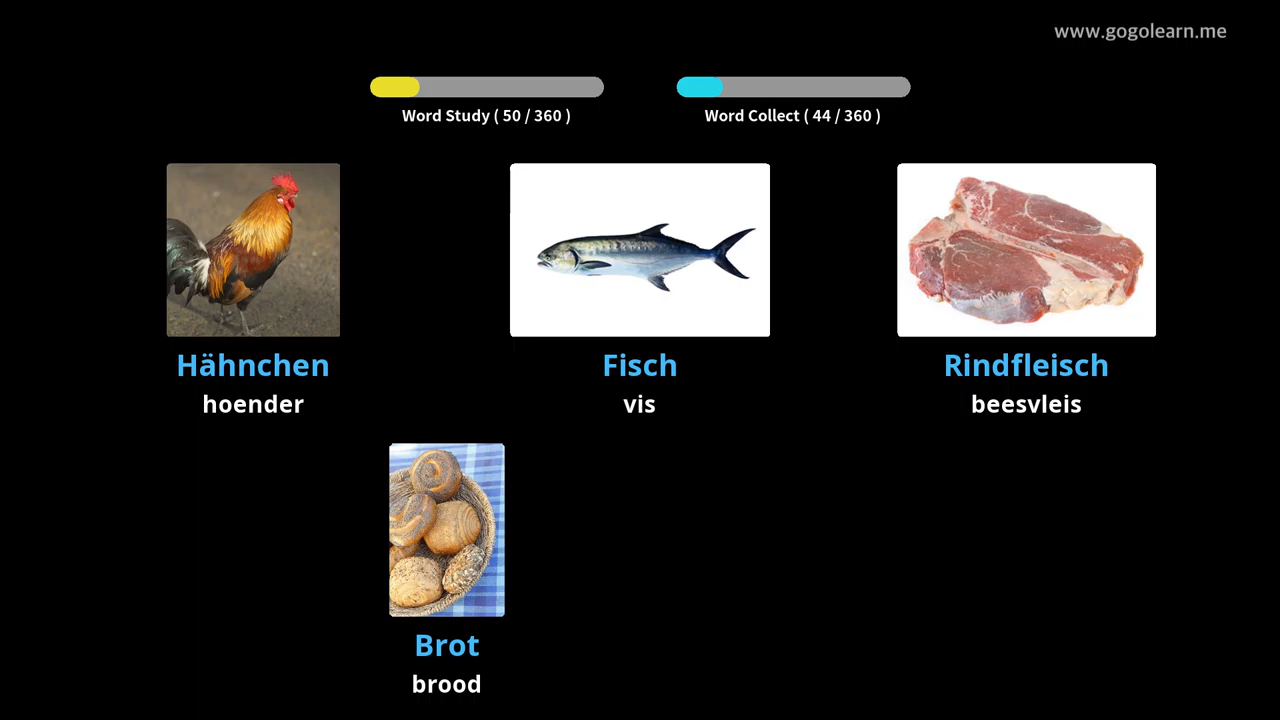 www.gogolearn.me
Word Study ( 50 / 360 )
Word Collect ( 44 / 360 )
Hähnchen
hoender
Fisch
vis
Rindfleisch
beesvleis
Brot
brood